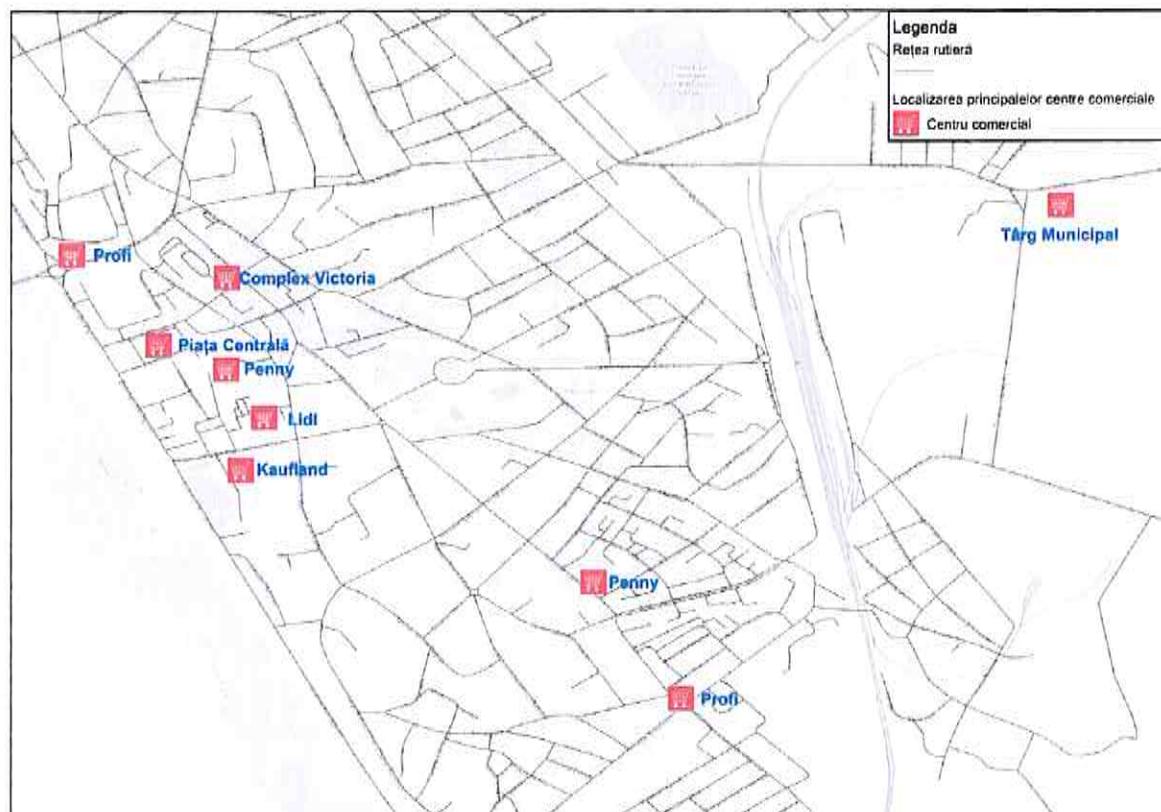 Legenda
Rețea rutieră
Localizarea principalelor centre comerciale
Centru comercial
Târg Municipal
Profi
Complex Victoria
Piața Centrală
Penny
Lidl
Kaufland
Penny
Profi